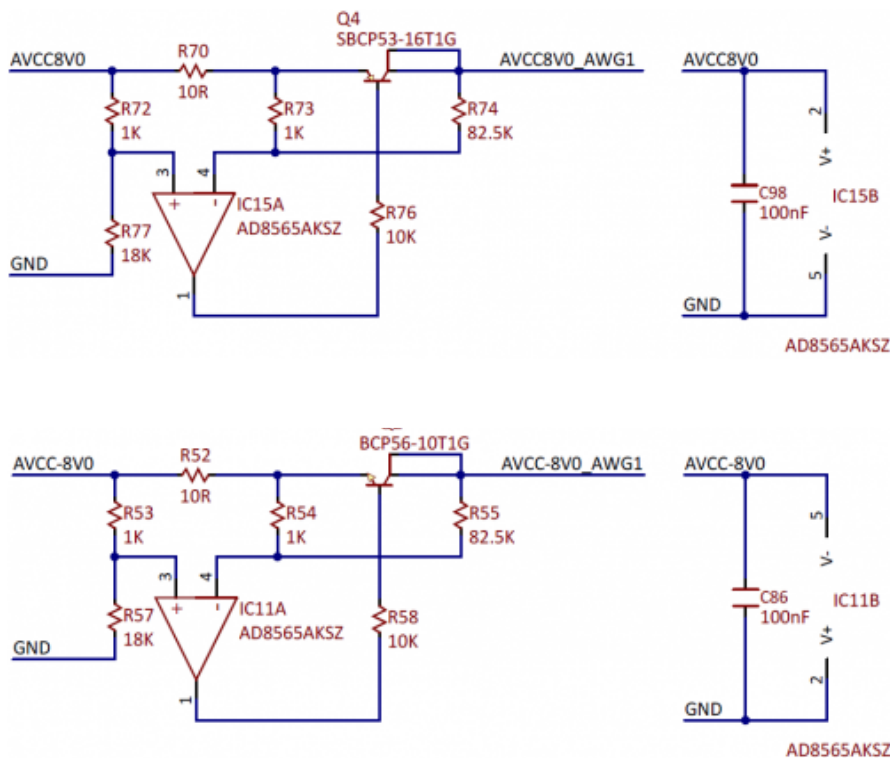 Q4
SBCP53-16T1G
AVCC8V0
R70
10R
AVCC8V0_AWG1
R72
1K
R73
1K
R74
82.5K
3
4
+
-
IC15A
AD8565AKSZ
R77
18K
R76
10K
GND
1
AVCC8V0
2
V+
C98
100nF
IC15B
V-
5
GND
AD8565AKSZ
BCP56-10T1G
AVCC-8V0
R52
10R
AVCC-8V0_AWG1
R53
1K
R54
1K
R55
82.5K
3
4
+
-
IC11A
AD8565AKSZ
R57
18K
R58
10K
GND
1
AVCC-8V0
5
V-
C86
100nF
IC11B
V+
2
GND
AD8565AKSZ